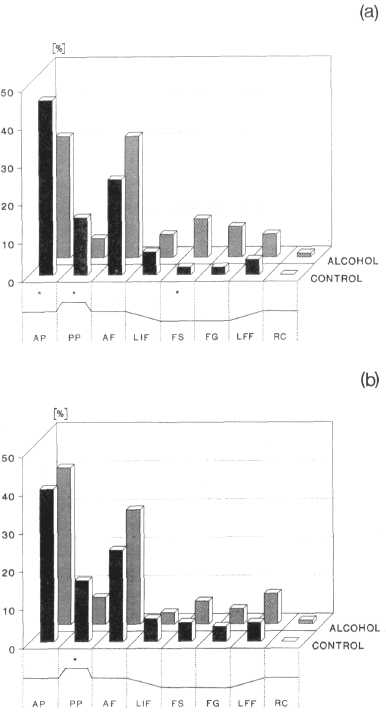 (a)
[%]
50
40
30
20
10
0
ALCOHOL
CONTROL
* * *
AP PP AF LIF FS FG LFF RC
(b)
[%]
50
40
30
20
10
0
ALCOHOL
CONTROL
*
AP PP AF LIF FS FG LFF RC